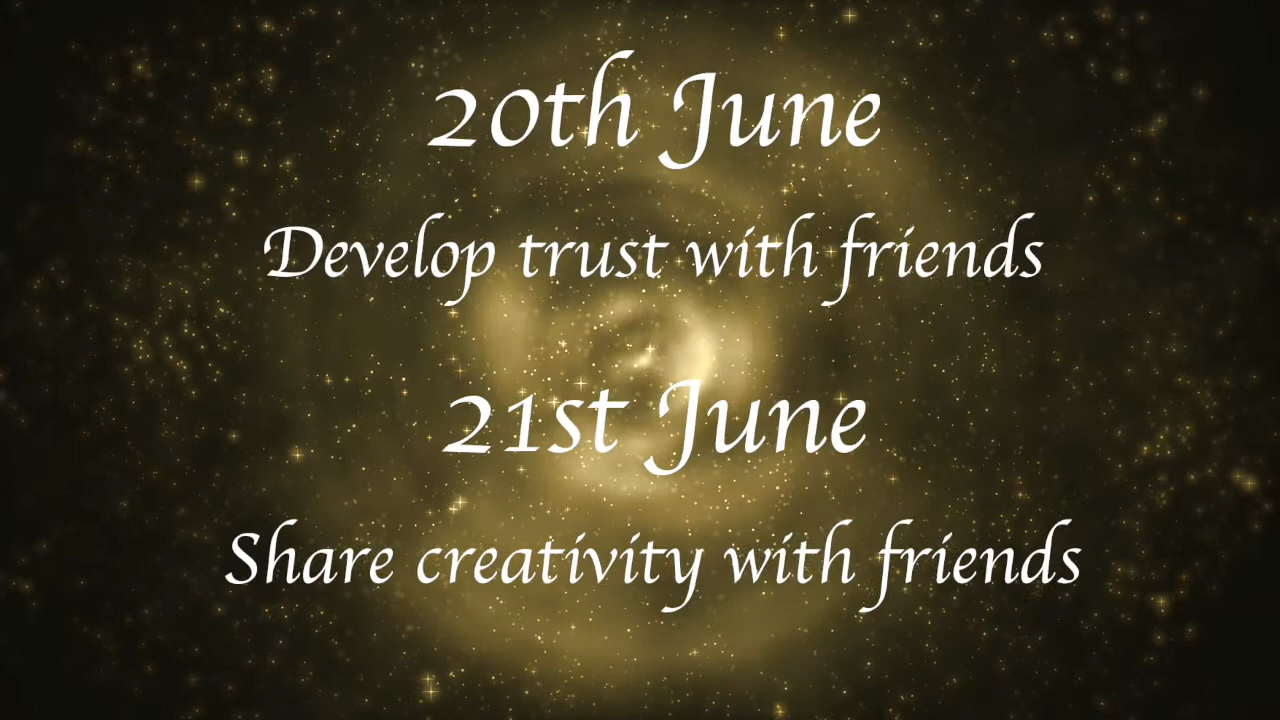 20th June
Develop trust with friends
21st June
Share creativity with friends